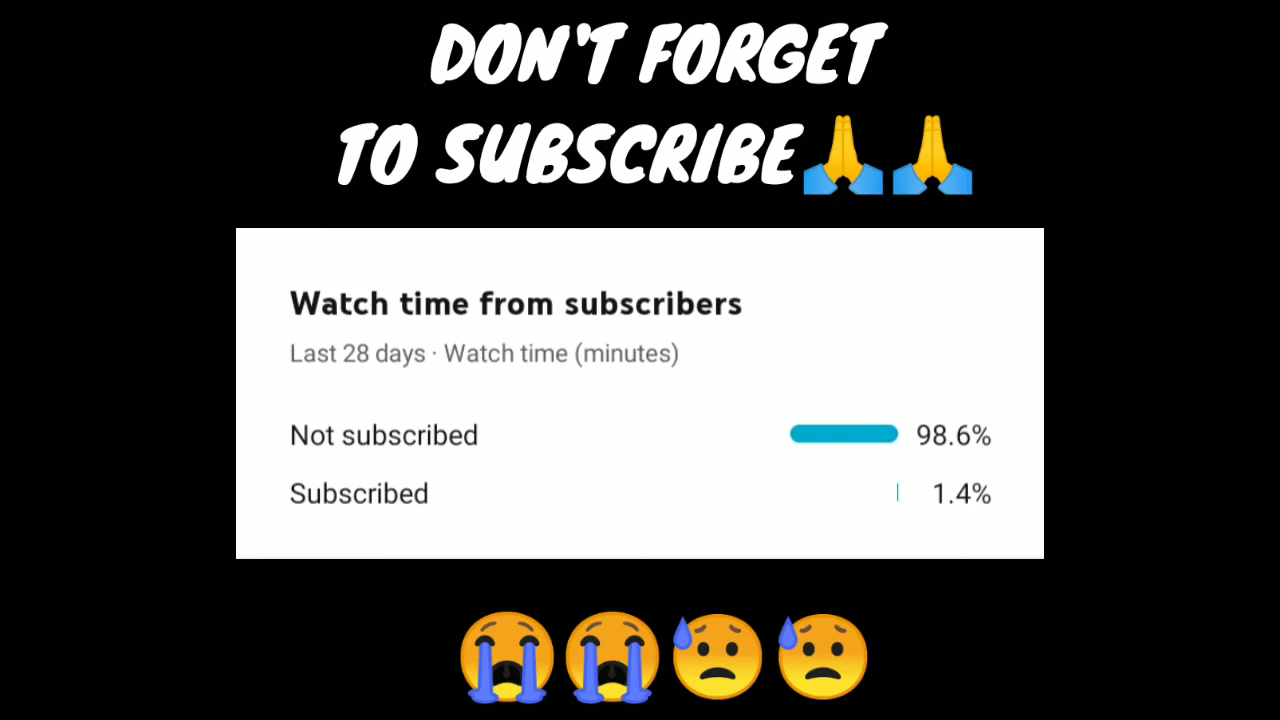 DON'T FORGET
TO SUBSCRIBE🙏🙏
Watch time from subscribers
Last 28 days · Watch time (minutes)
Not subscribed 98.6%
Subscribed 1.4%